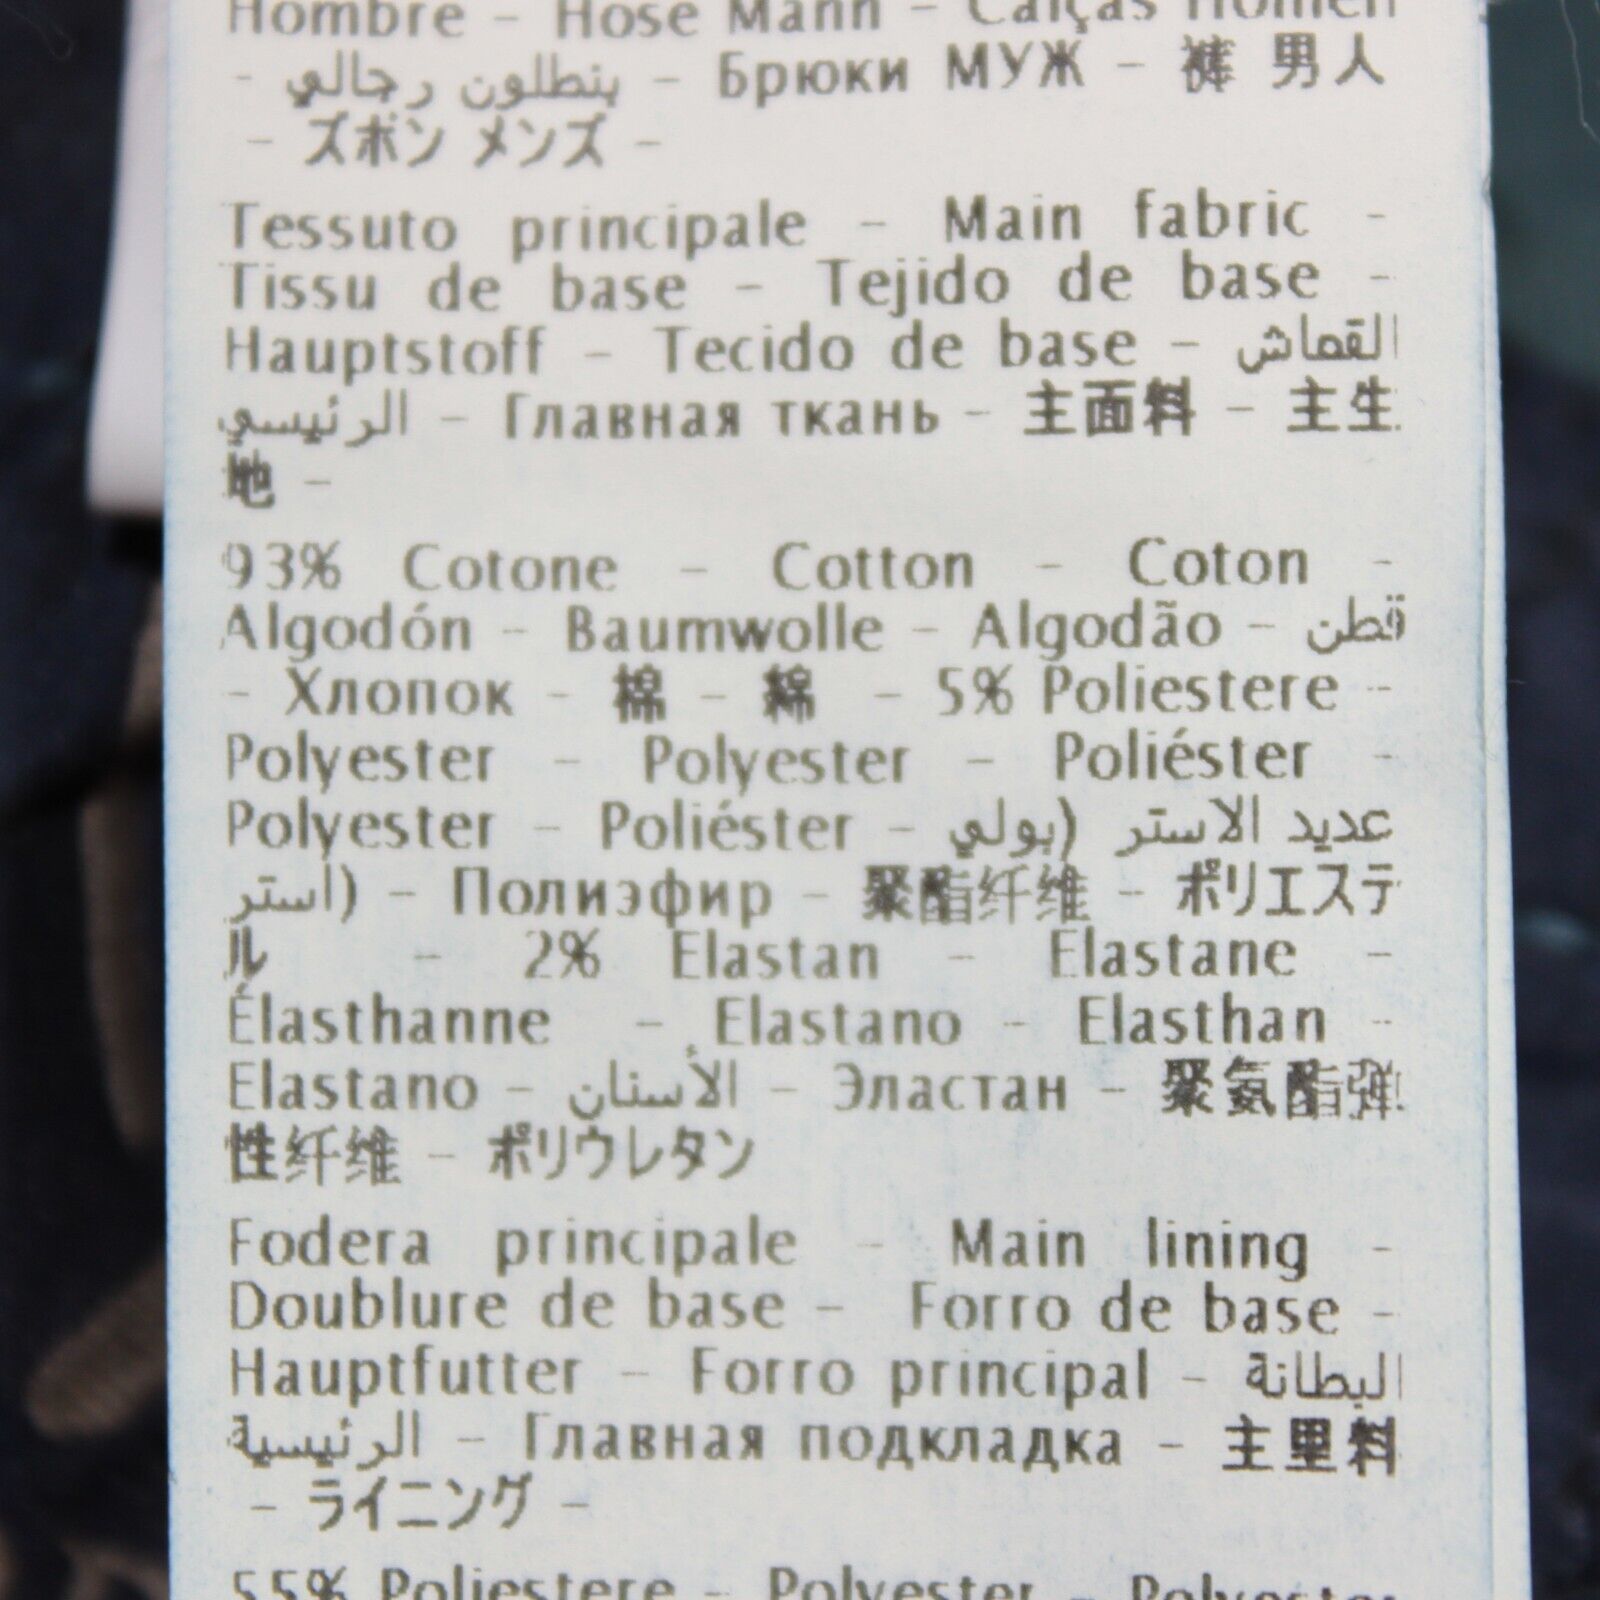 Hombre - Hose Mann - Calças Homem
- بنطلون رجالي - Брюки МУЖ - 裤 男人
- ズボン メンズ -
Tessuto principale - Main fabric -
Tissu de base - Tejido de base -
Hauptstoff - Tecido de base - القماش
الرئيسي - Главная ткань - 主面料 - 主生
地 -
93% Cotone - Cotton - Coton -
Algodón - Baumwolle - Algodão - قطن
- Хлопок - 棉 - 綿 - 5% Poliestere -
Polyester - Polyester - Poliéster -
Polyester - Poliéster - عديد الاستر (بولي
استر) - Полиэфир - 聚酯纤维 - ポリエステ
ル - 2% Elastan - Elastane -
Élasthanne - Elastano - Elasthan -
Elastano - الأسنان - Эластан - 聚氨酯弹
性纤维 - ポリウレタン
Fodera principale - Main lining -
Doublure de base - Forro de base -
Hauptfutter - Forro principal - البطانة
الرئيسية - Главная подкладка - 主里料
- ライニング -
55% Poliestere - Polyester - Polyester